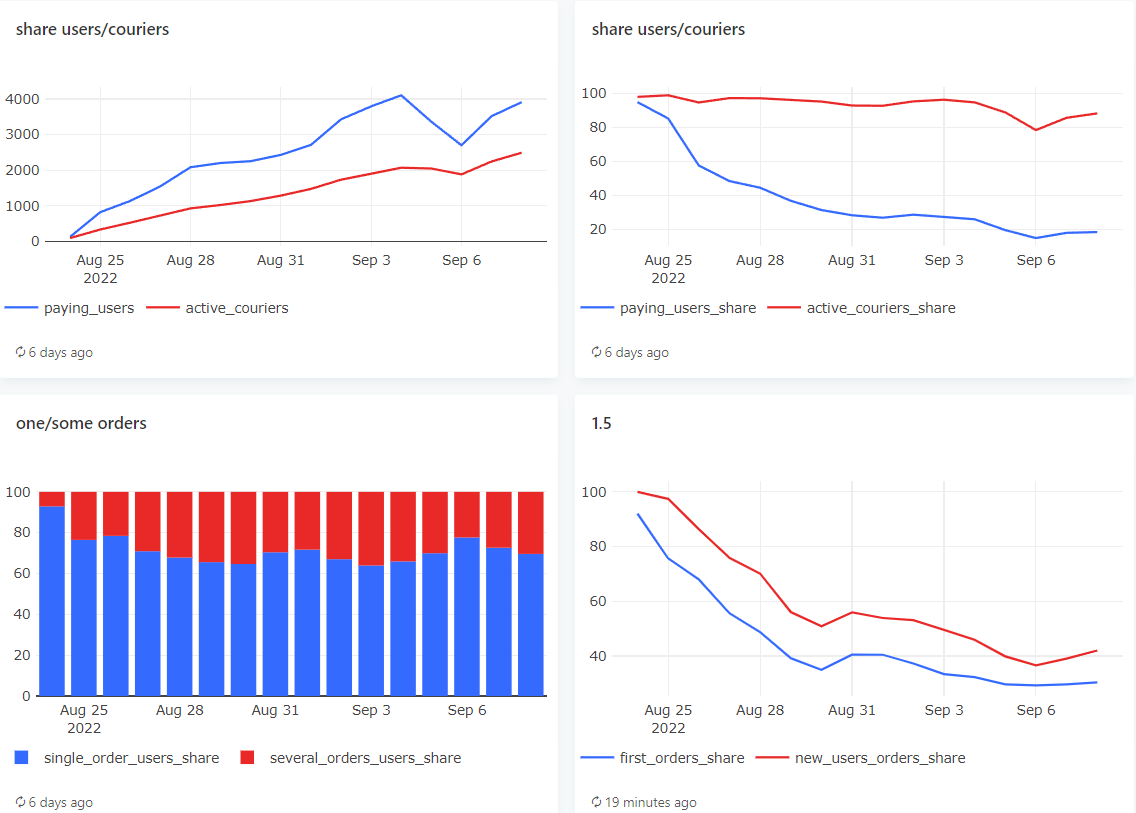 share users/couriers
4000
3000
2000
1000
0
Aug 25
2022
Aug 28
Aug 31
Sep 3
Sep 6
paying_users
active_couriers
6 days ago
share users/couriers
100
80
60
40
20
Aug 25
2022
Aug 28
Aug 31
Sep 3
Sep 6
paying_users_share
active_couriers_share
6 days ago
one/some orders
100
80
60
40
20
0
Aug 25
2022
Aug 28
Aug 31
Sep 3
Sep 6
single_order_users_share
several_orders_users_share
6 days ago
1.5
100
80
60
40
Aug 25
2022
Aug 28
Aug 31
Sep 3
Sep 6
first_orders_share
new_users_orders_share
19 minutes ago